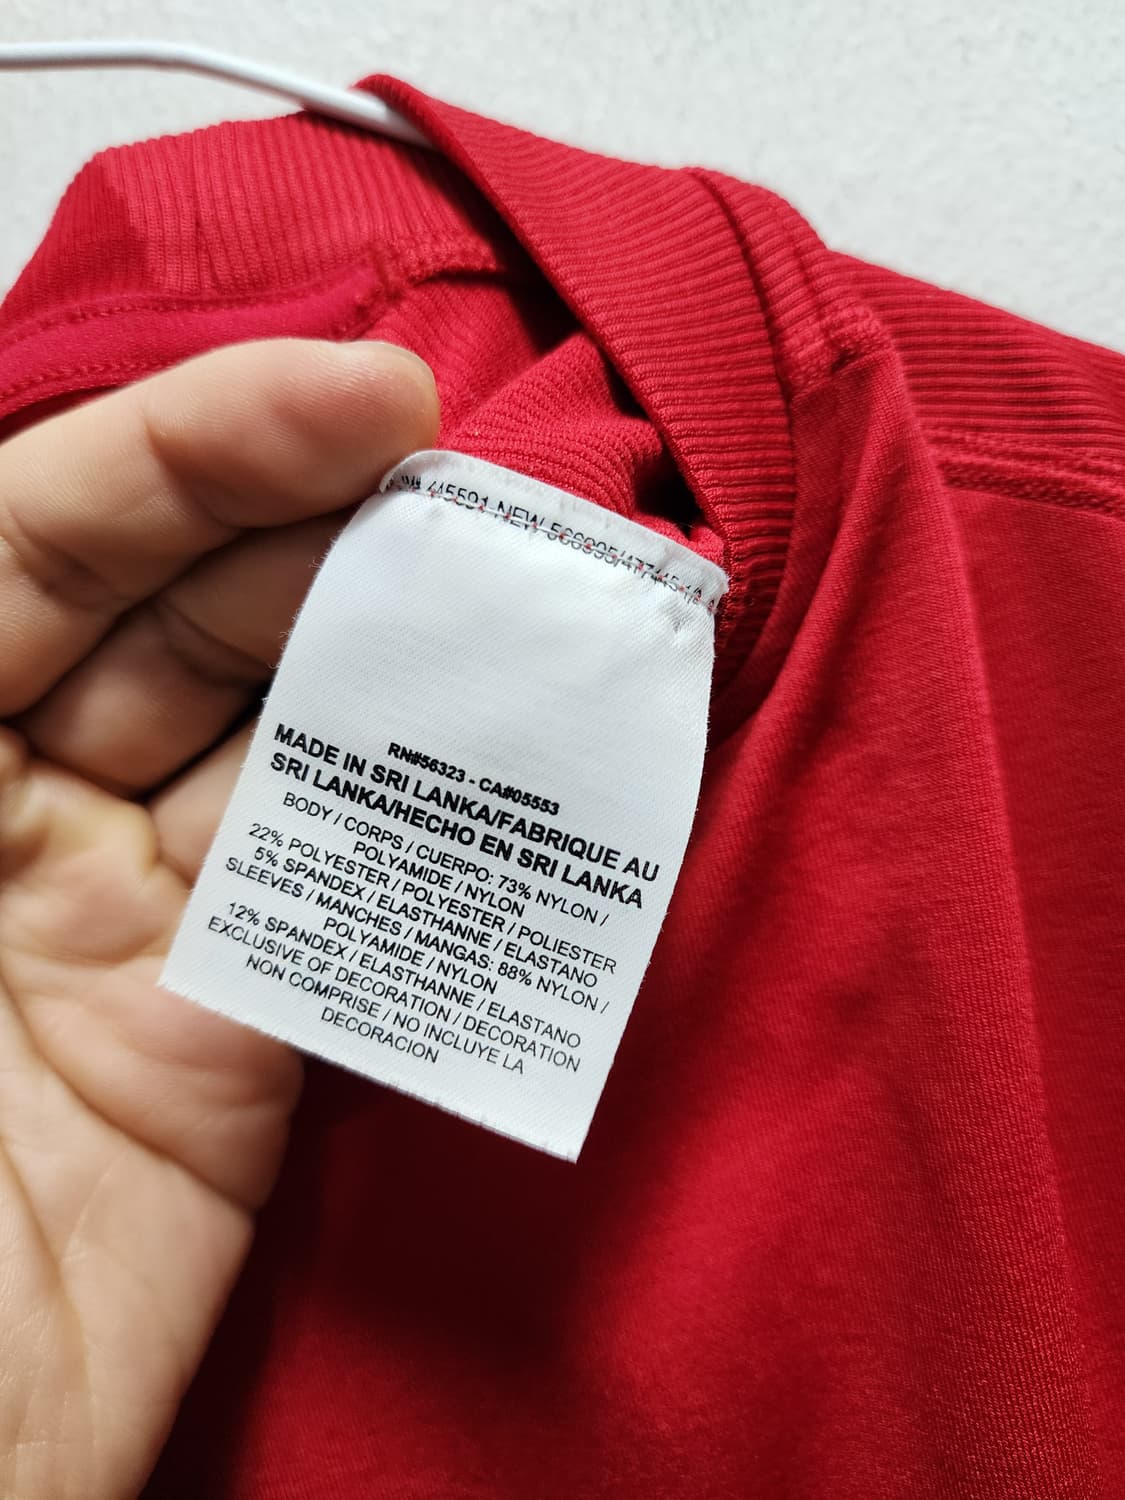 NEW
RN#56323 - CA#05553
MADE IN SRI LANKA/FABRIQUE AU
SRI LANKA/HECHO EN SRI LANKA
BODY / CORPS / CUERPO: 73% NYLON /
POLYAMIDE / NYLON
22% POLYESTER / POLYESTER / POLIESTER
5% SPANDEX / ELASTHANNE / ELASTANO
SLEEVES / MANCHES / MANGAS: 88% NYLON /
POLYAMIDE / NYLON
12% SPANDEX / ELASTHANNE / ELASTANO
EXCLUSIVE OF DECORATION / DECORATION
NON COMPRISE / NO INCLUYE LA
DECORACION